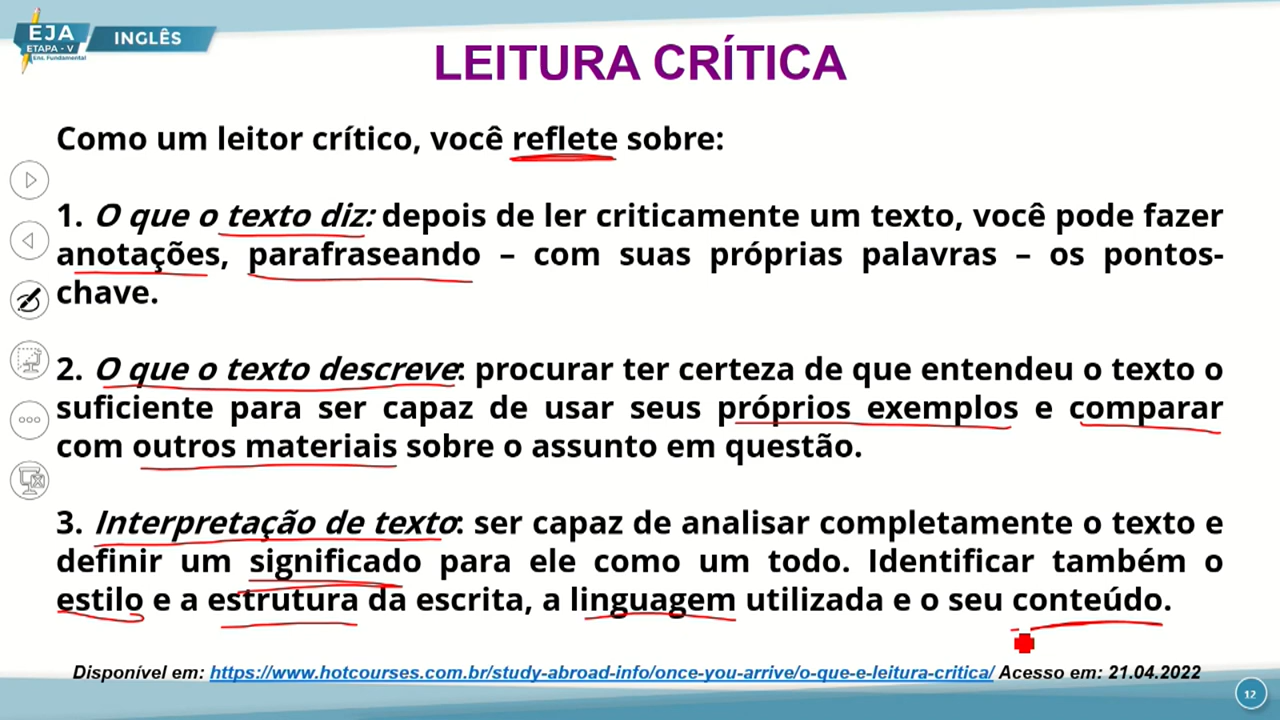 EJA
ETAPA - V
Ens. Fundamental
INGLÊS
LEITURA CRÍTICA
Como um leitor crítico, você reflete sobre:
1. O que o texto diz: depois de ler criticamente um texto, você pode fazer
anotações, parafraseando – com suas próprias palavras – os pontos-
chave.
2. O que o texto descreve: procurar ter certeza de que entendeu o texto o
suficiente para ser capaz de usar seus próprios exemplos e comparar
com outros materiais sobre o assunto em questão.
3. Interpretação de texto: ser capaz de analisar completamente o texto e
definir um significado para ele como um todo. Identificar também o
estilo e a estrutura da escrita, a linguagem utilizada e o seu conteúdo.
Disponível em: https://www.hotcourses.com.br/study-abroad-info/once-you-arrive/o-que-e-leitura-critica/ Acesso em: 21.04.2022
12